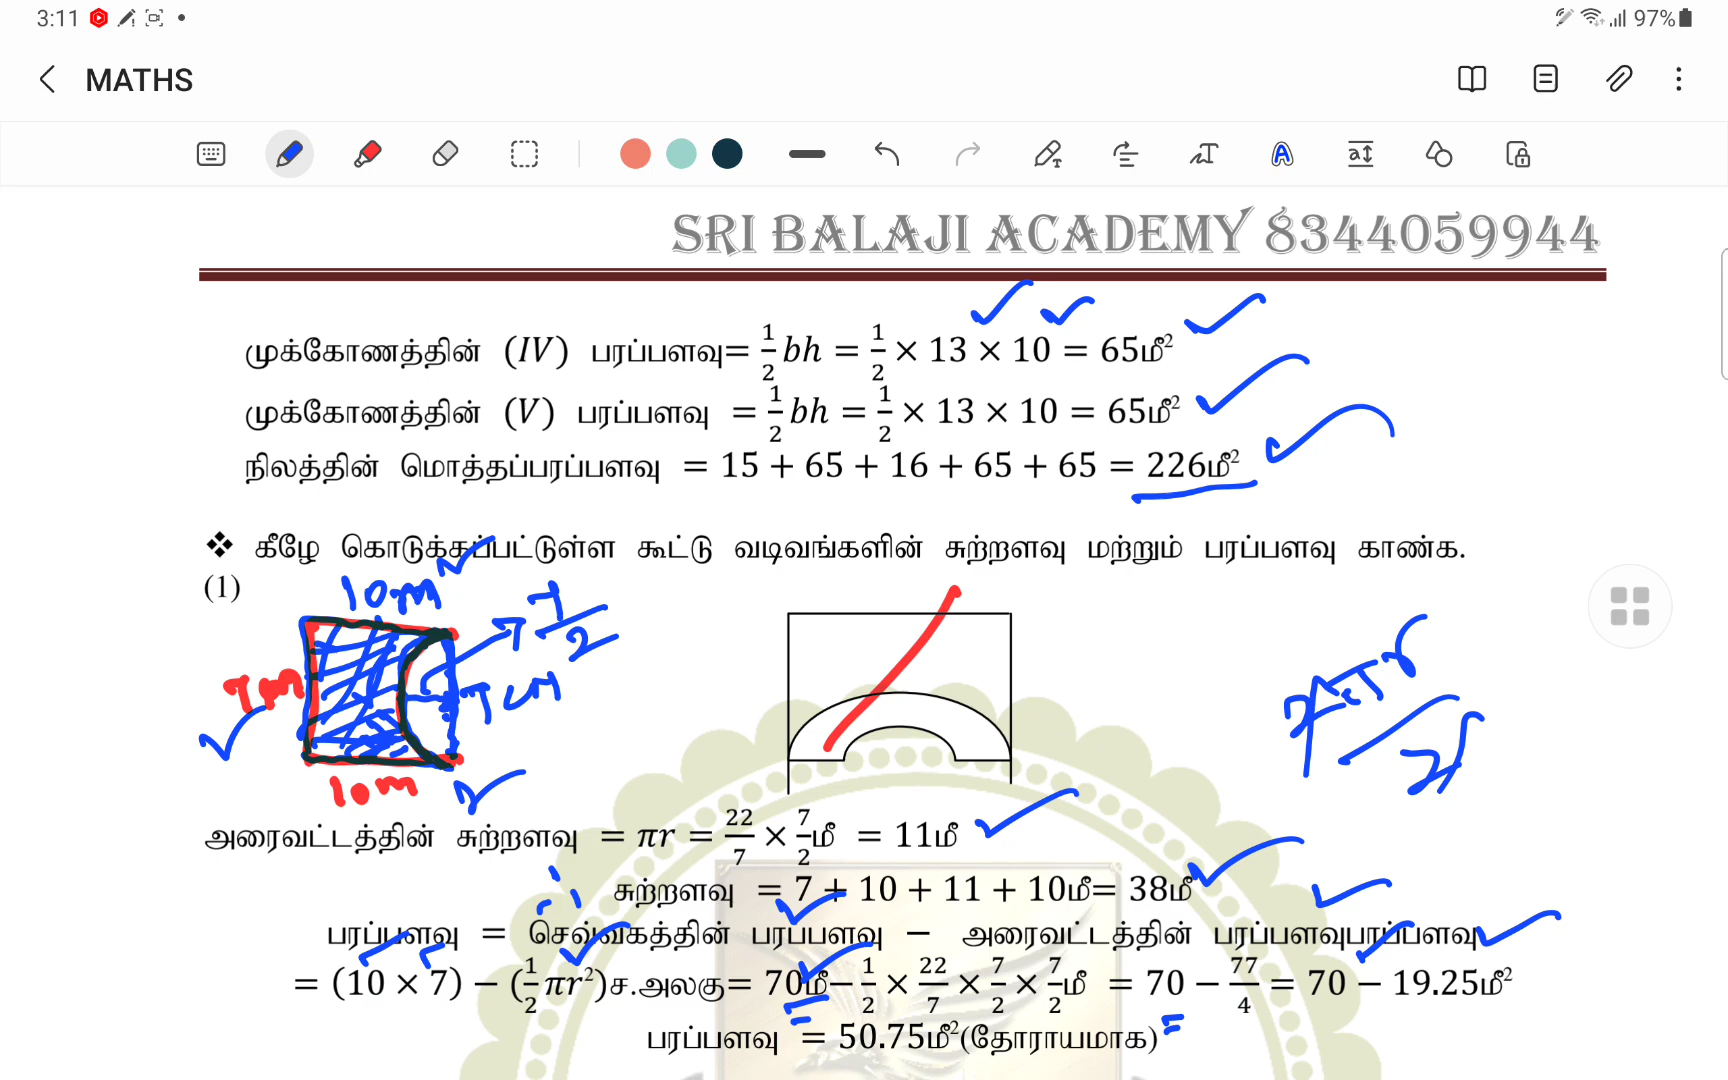 3:11 97%
MATHS
SRI BALAJI ACADEMY 8344059944
முக்கோணத்தின் (IV) பரப்பளவு= 1/2 bh = 1/2 × 13 × 10 = 65மீ²
முக்கோணத்தின் (V) பரப்பளவு = 1/2 bh = 1/2 × 13 × 10 = 65மீ²
நிலத்தின் மொத்தப்பரப்பளவு = 15 + 65 + 16 + 65 + 65 = 226மீ²
❖ கீழே கொடுக்கப்பட்டுள்ள கூட்டு வடிவங்களின் சுற்றளவு மற்றும் பரப்பளவு காண்க.
(1)
10m
7/2
7m
7cm
10m
அரைவட்டத்தின் சுற்றளவு = πr = 22/7 × 7/2 மீ = 11மீ
சுற்றளவு = 7 + 10 + 11 + 10மீ= 38மீ
பரப்பளவு = செவ்வகத்தின் பரப்பளவு − அரைவட்டத்தின் பரப்பளவுபரப்பளவு
= (10 × 7) − (1/2 πr²)ச.அலகு= 70மீ− 1/2 × 22/7 × 7/2 × 7/2 மீ = 70 − 77/4 = 70 − 19.25மீ²
பரப்பளவு = 50.75மீ²(தோராயமாக)